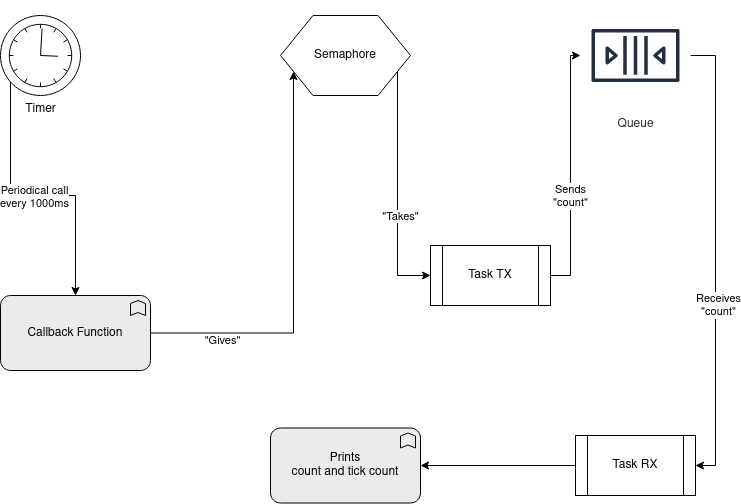 Semaphore
Timer
Queue
Periodical call
every 1000ms
Sends
"count"
"Takes"
Task TX
Receives
"count"
Callback Function
"Gives"
Prints
count and tick count
Task RX